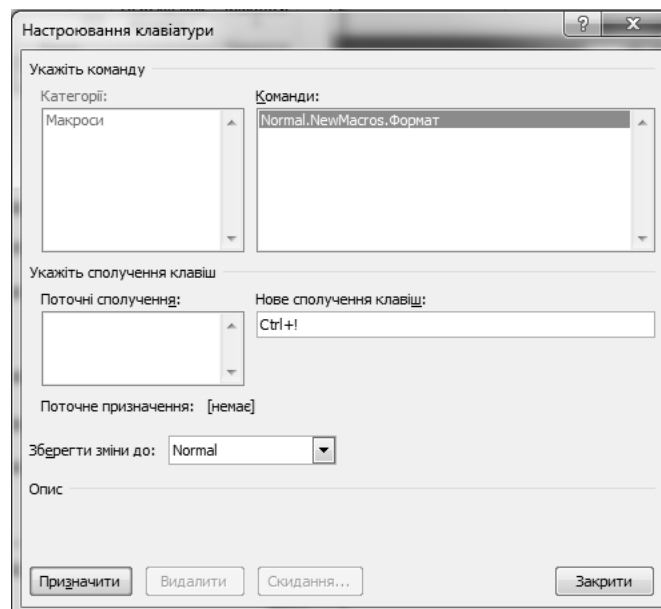 Настроювання клавіатури
Укажіть команду
Категорії:
Команди:
Макроси
Normal.NewMacros.Формат
Укажіть сполучення клавіш
Поточні сполучення:
Нове сполучення клавіш:
Ctrl+!
Поточне призначення: [немає]
Зберегти зміни до: Normal
Опис
Призначити
Видалити
Скидання...
Закрити